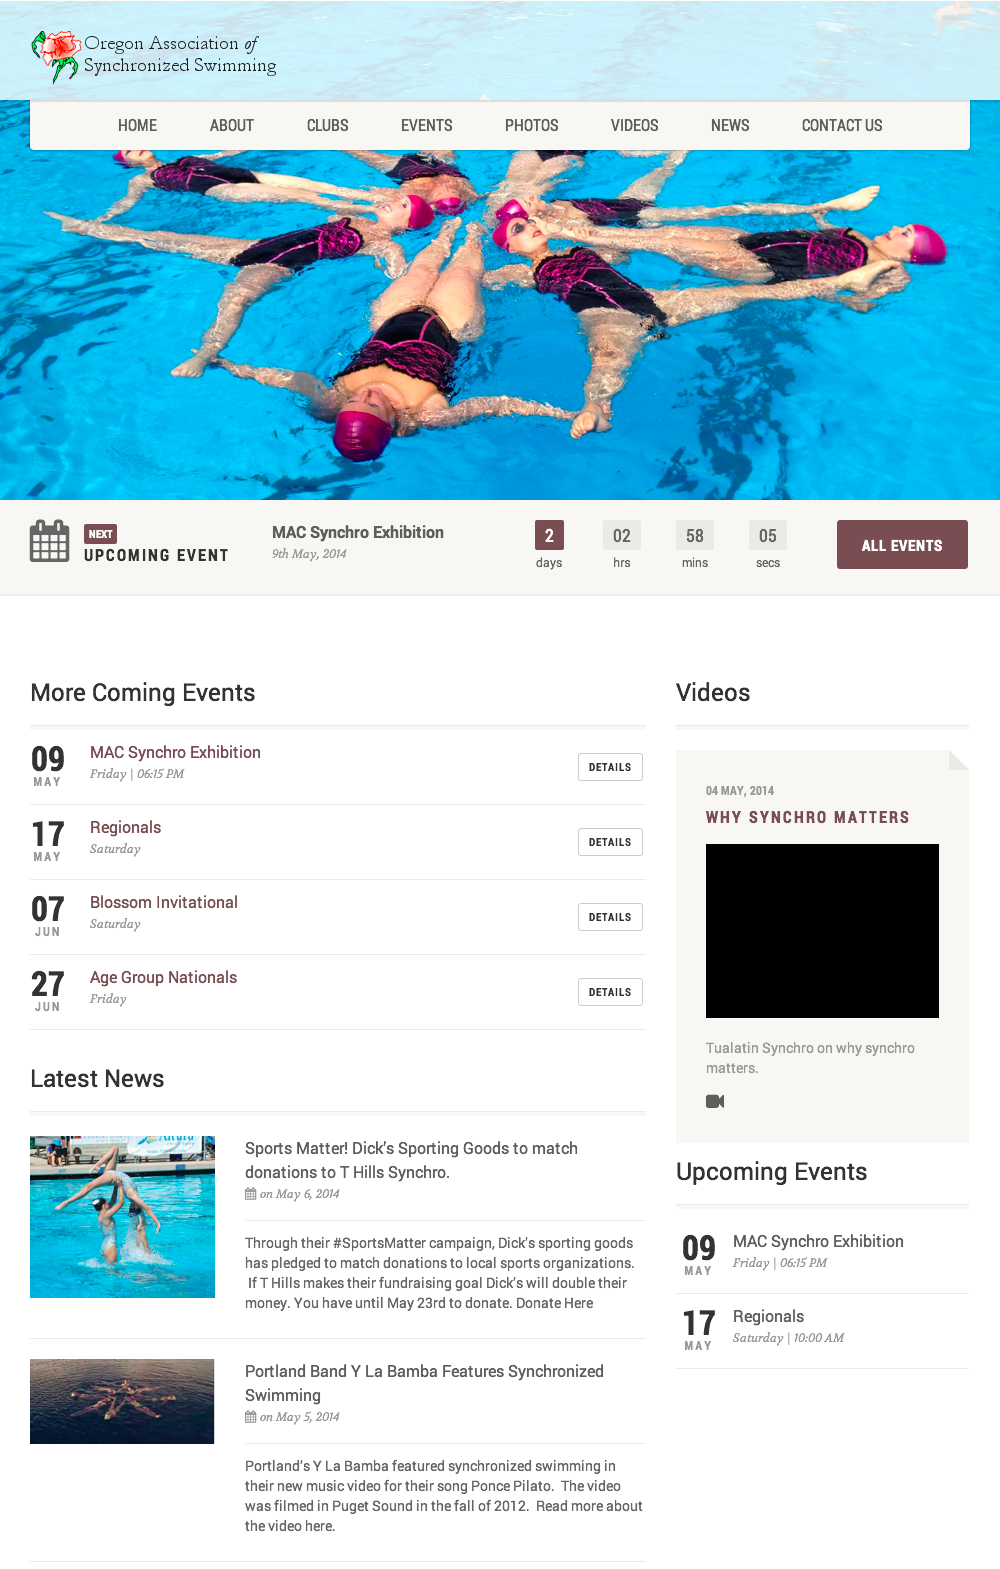 Oregon Association of
Synchronized Swimming
HOME ABOUT CLUBS EVENTS PHOTOS VIDEOS NEWS CONTACT US
NEXT
UPCOMING EVENT
MAC Synchro Exhibition
9th May, 2014
2 02 58 05
days hrs mins secs
ALL EVENTS
More Coming Events
09
MAY
MAC Synchro Exhibition
Friday | 06:15 PM
DETAILS
17
MAY
Regionals
Saturday
DETAILS
07
JUN
Blossom Invitational
Saturday
DETAILS
27
JUN
Age Group Nationals
Friday
DETAILS
Latest News
Sports Matter! Dick's Sporting Goods to match
donations to T Hills Synchro.
on May 6, 2014
Through their #SportsMatter campaign, Dick's sporting goods
has pledged to match donations to local sports organizations.
If T Hills makes their fundraising goal Dick's will double their
money. You have until May 23rd to donate. Donate Here
Portland Band Y La Bamba Features Synchronized
Swimming
on May 5, 2014
Portland's Y La Bamba featured synchronized swimming in
their new music video for their song Ponce Pilato. The video
was filmed in Puget Sound in the fall of 2012. Read more about
the video here.
Videos
04 MAY, 2014
WHY SYNCHRO MATTERS
Tualatin Synchro on why synchro
matters.
Upcoming Events
09
MAY
MAC Synchro Exhibition
Friday | 06:15 PM
17
MAY
Regionals
Saturday | 10:00 AM